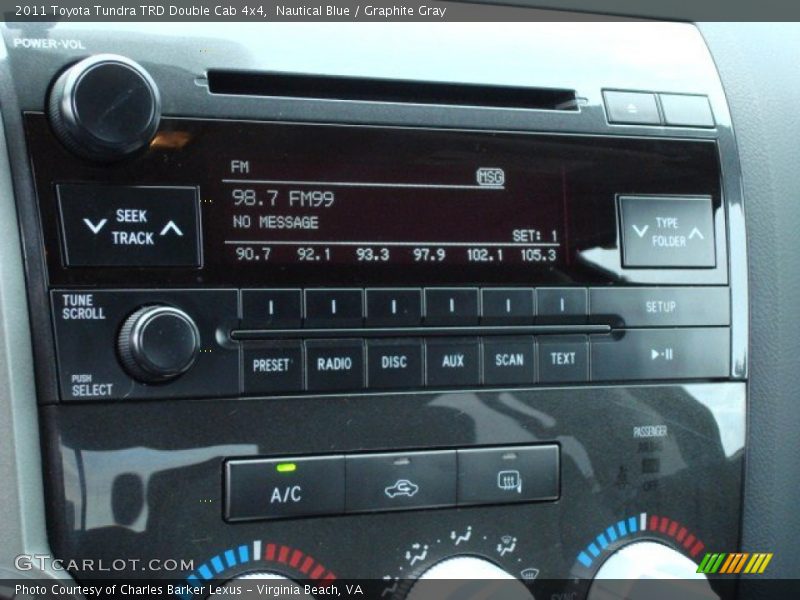 2011 Toyota Tundra TRD Double Cab 4x4, Nautical Blue / Graphite Gray
POWER•VOL
FM
MSG
98.7 FM99
NO MESSAGE
SET: 1
90.7 92.1 93.3 97.9 102.1 105.3
SEEK
TRACK
TYPE
FOLDER
TUNE
SCROLL
PUSH
SELECT
SETUP
PRESET RADIO DISC AUX SCAN TEXT
PASSENGER
OFF
A/C
SYNC
GTCARLOT.COM
Photo Courtesy of Charles Barker Lexus - Virginia Beach, VA